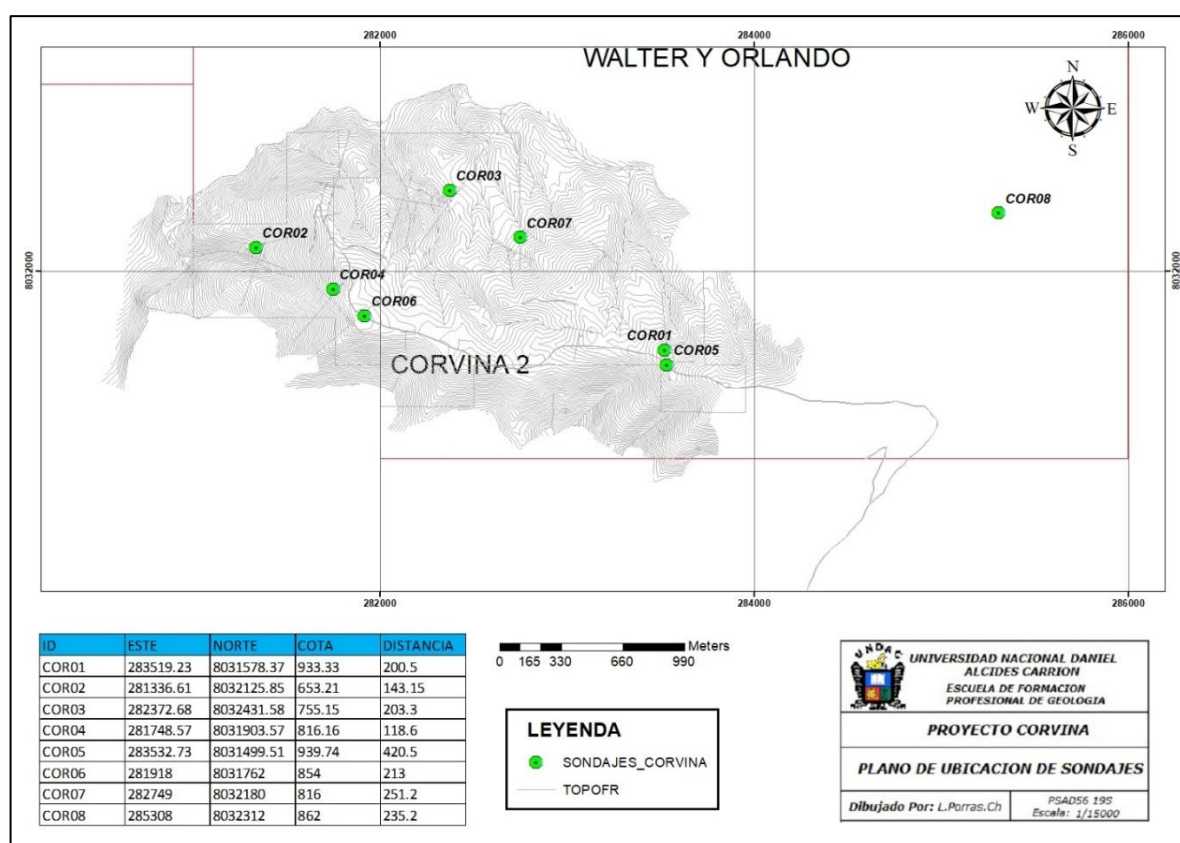 282000 284000 286000
WALTER Y ORLANDO
N
W E
S
COR03
COR08
COR07
COR02
8032000 8032000
COR04
COR06
COR01
COR05
CORVINA 2
282000 284000 286000
ID ESTE NORTE COTA DISTANCIA
COR01 283519.23 8031578.37 933.33 200.5
COR02 281336.61 8032125.85 653.21 143.15
COR03 282372.68 8032431.58 755.15 203.3
COR04 281748.57 8031903.57 816.16 118.6
COR05 283532.73 8031499.51 939.74 420.5
COR06 281918 8031762 854 213
COR07 282749 8032180 816 251.2
COR08 285308 8032312 862 235.2
Meters
0 165 330 660 990
LEYENDA
SONDAJES_CORVINA
TOPOFR
UNDAC
UNIVERSIDAD NACIONAL DANIEL
ALCIDES CARRION
ESCUELA DE FORMACION
PROFESIONAL DE GEOLOGIA
PROYECTO CORVINA
PLANO DE UBICACION DE SONDAJES
Dibujado Por: L.Porras.Ch
PSAD56 19S
Escala: 1/15000